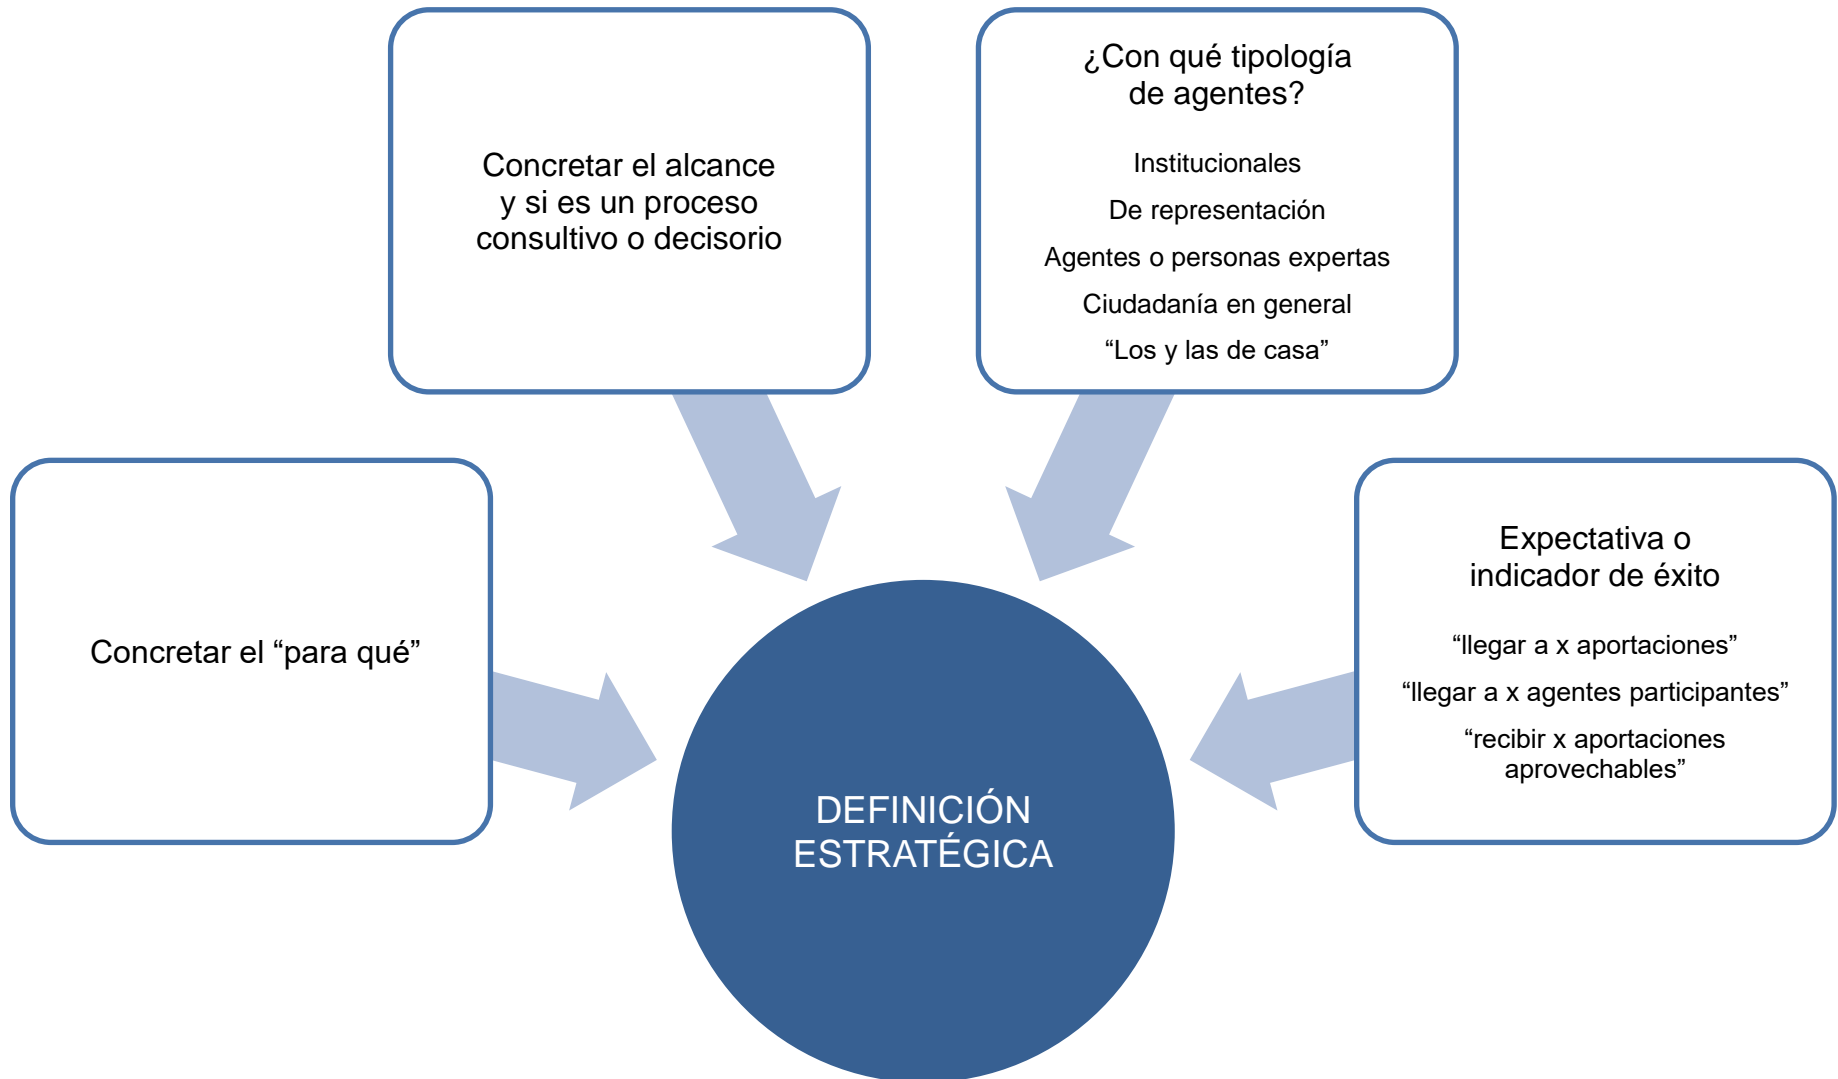 Concretar el “para qué”
Concretar el alcance
y si es un proceso
consultivo o decisorio
¿Con qué tipología
de agentes?
Institucionales
De representación
Agentes o personas expertas
Ciudadanía en general
“Los y las de casa”
Expectativa o
indicador de éxito
“llegar a x aportaciones”
“llegar a x agentes participantes”
“recibir x aportaciones
aprovechables”
DEFINICIÓN
ESTRATÉGICA